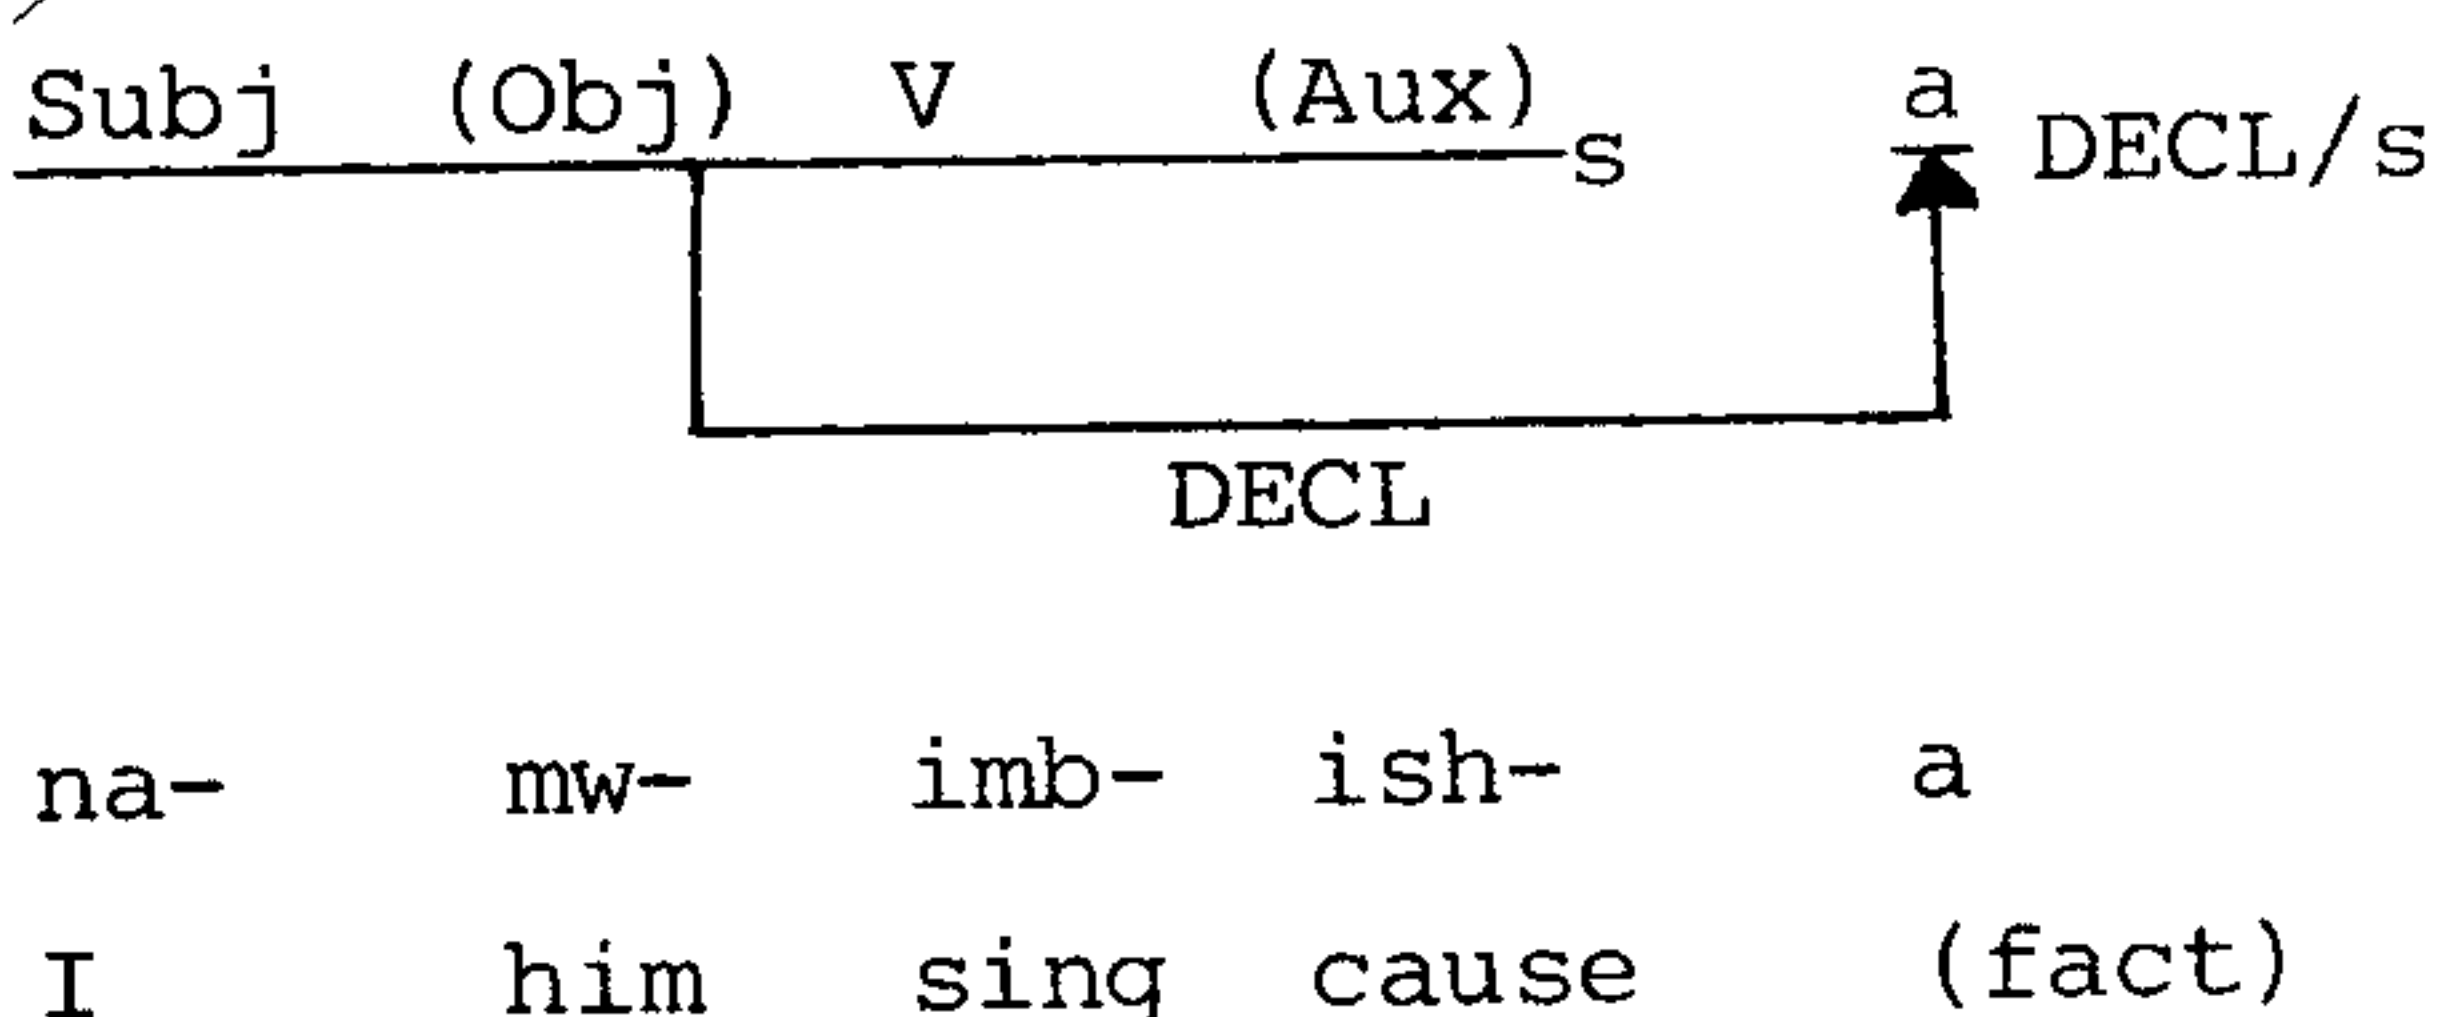 Subj (Obj) V (Aux) s a DECL/s
DECL
na- mw- imb- ish- a
I him sing cause (fact)